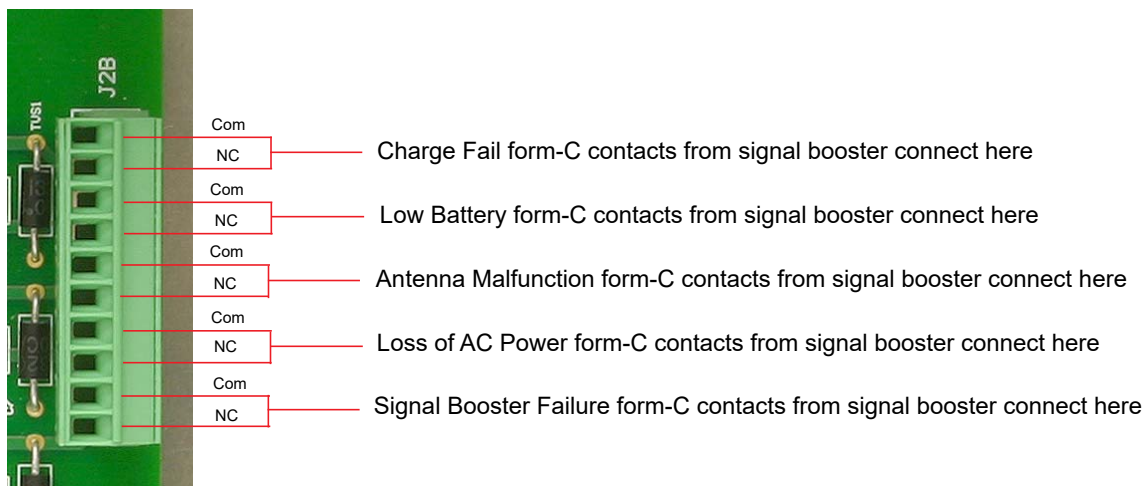 J2B
TUS1
Com
NC
Charge Fail form-C contacts from signal booster connect here
Com
NC
Low Battery form-C contacts from signal booster connect here
Com
NC
Antenna Malfunction form-C contacts from signal booster connect here
Com
NC
Loss of AC Power form-C contacts from signal booster connect here
Com
NC
Signal Booster Failure form-C contacts from signal booster connect here